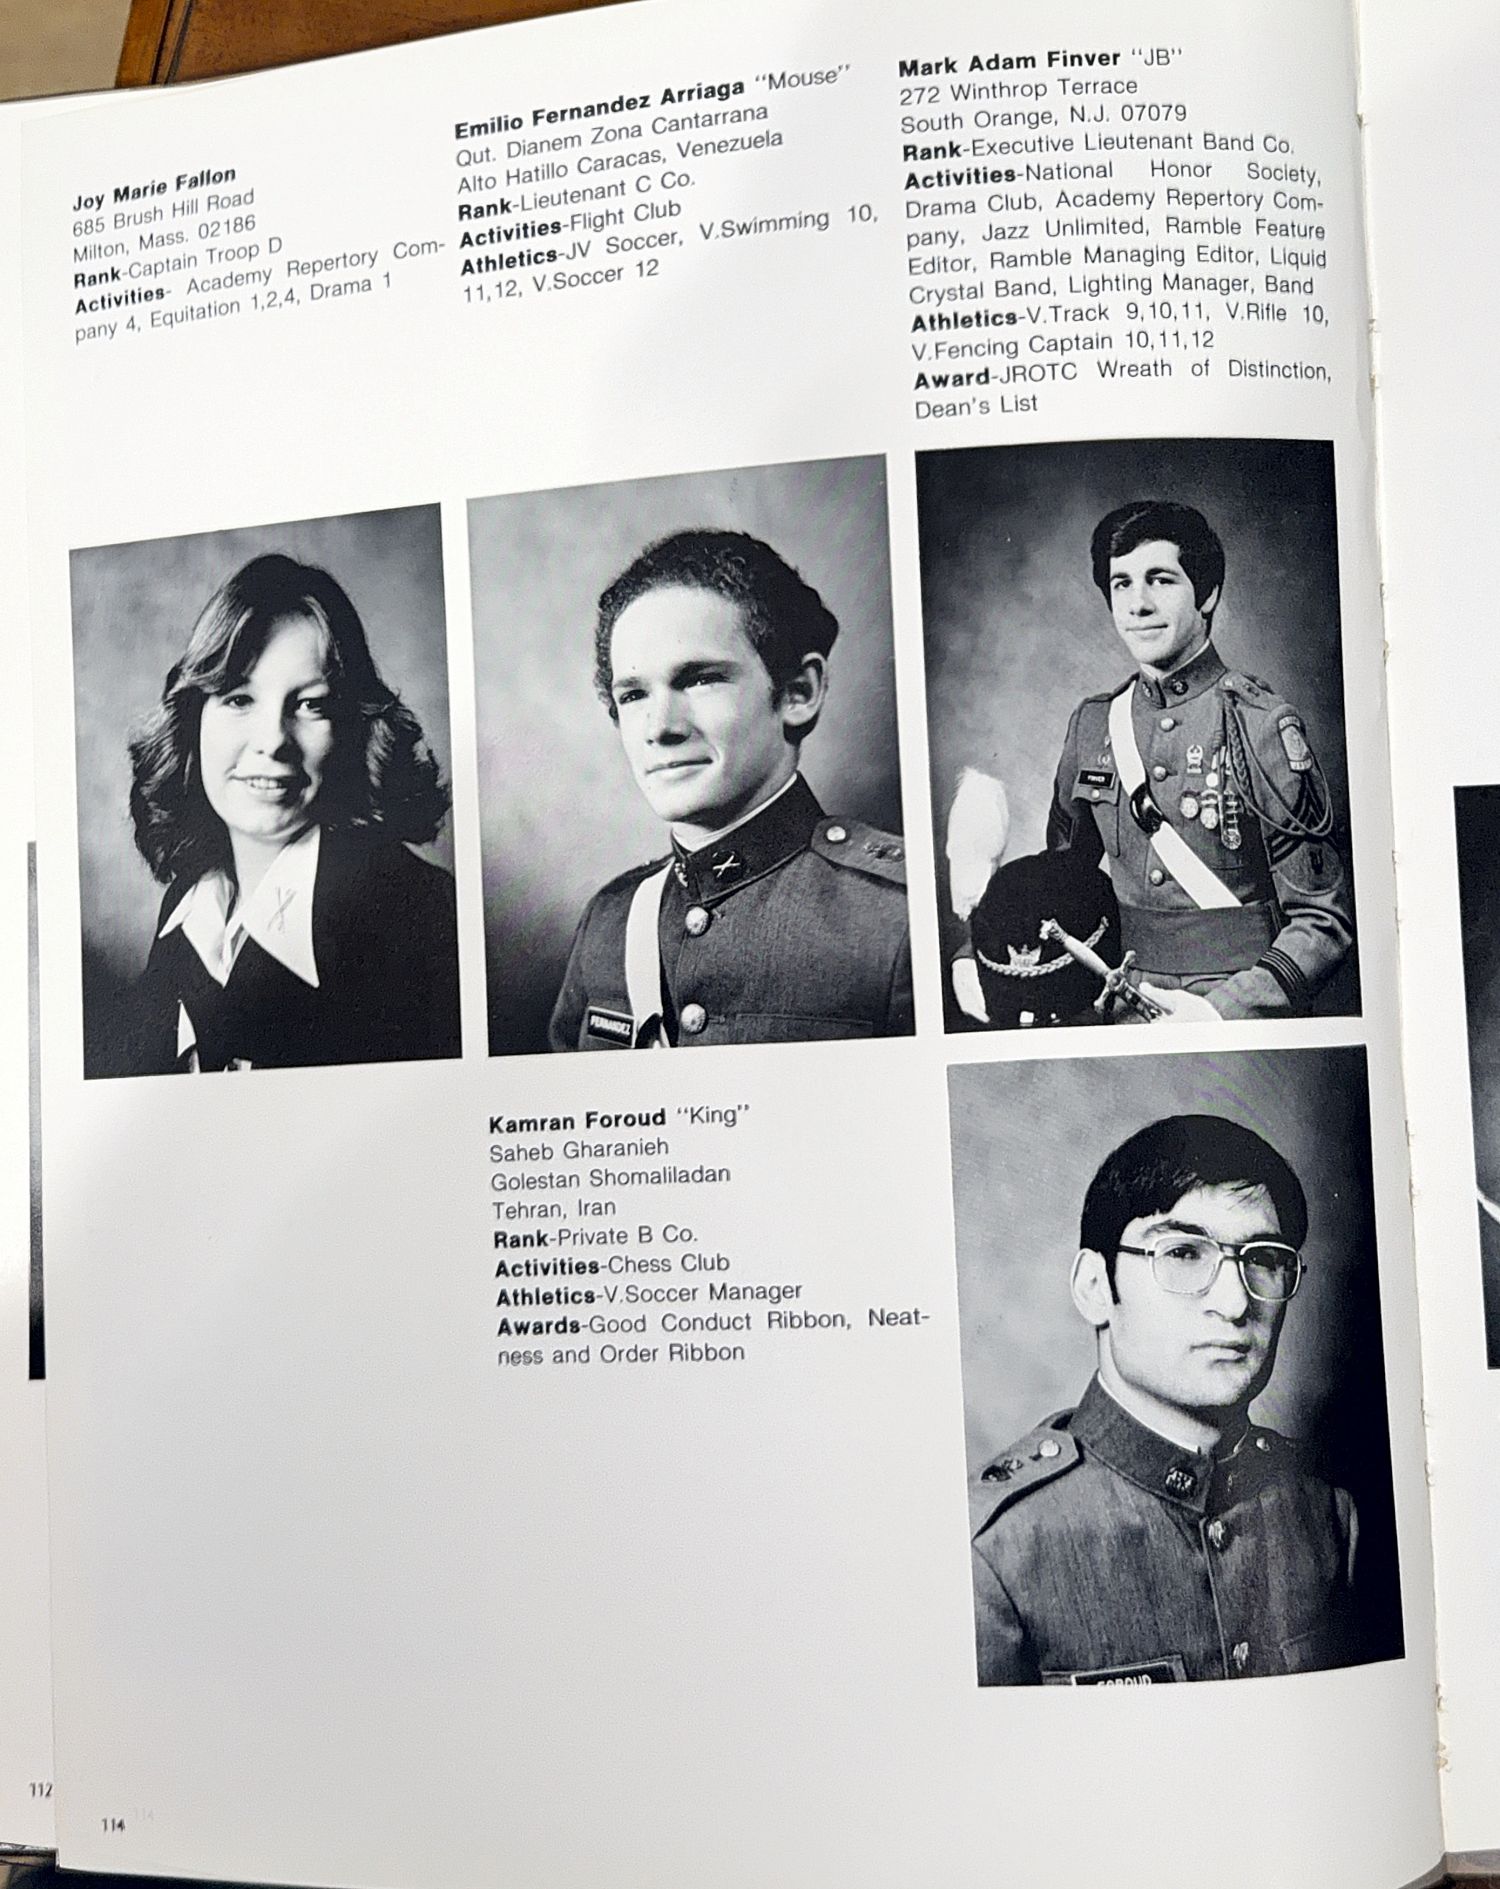 Joy Marie Fallon
685 Brush Hill Road
Milton, Mass. 02186
Rank-Captain Troop D
Activities- Academy Repertory Com-
pany 4, Equitation 1,2,4, Drama 1
Emilio Fernandez Arriaga "Mouse"
Qut. Dianem Zona Cantarrana
Alto Hatillo Caracas, Venezuela
Rank-Lieutenant C Co.
Activities-Flight Club
Athletics-JV Soccer, V.Swimming 10,
11,12, V.Soccer 12
Mark Adam Finver "JB"
272 Winthrop Terrace
South Orange, N.J. 07079
Rank-Executive Lieutenant Band Co.
Activities-National Honor Society,
Drama Club, Academy Repertory Com-
pany, Jazz Unlimited, Ramble Feature
Editor, Ramble Managing Editor, Liquid
Crystal Band, Lighting Manager, Band
Athletics-V.Track 9,10,11, V.Rifle 10,
V.Fencing Captain 10,11,12
Award-JROTC Wreath of Distinction,
Dean's List
FERNANDEZ
FINVER
Kamran Foroud "King"
Saheb Gharanieh
Golestan Shomaliladan
Tehran, Iran
Rank-Private B Co.
Activities-Chess Club
Athletics-V.Soccer Manager
Awards-Good Conduct Ribbon, Neat-
ness and Order Ribbon
FOROUD
112
114